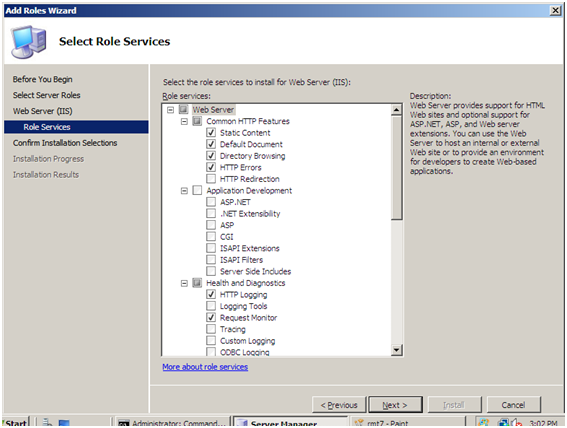 Add Roles Wizard
Select Role Services
Before You Begin
Select Server Roles
Web Server (IIS)
Role Services
Confirm Installation Selections
Installation Progress
Installation Results
Select the role services to install for Web Server (IIS):
Role services:
Web Server
Common HTTP Features
Static Content
Default Document
Directory Browsing
HTTP Errors
HTTP Redirection
Application Development
ASP.NET
.NET Extensibility
ASP
CGI
ISAPI Extensions
ISAPI Filters
Server Side Includes
Health and Diagnostics
HTTP Logging
Logging Tools
Request Monitor
Tracing
Custom Logging
ODBC Logging
More about role services
Description:
Web Server provides support for HTML
Web sites and optional support for
ASP.NET, ASP, and Web server
extensions. You can use the Web
Server to host an internal or external
Web site or to provide an environment
for developers to create Web-based
applications.
< Previous
Next >
Install
Cancel
Start
Administrator: Command...
Server Manager
rmt7 - Paint
3:02 PM